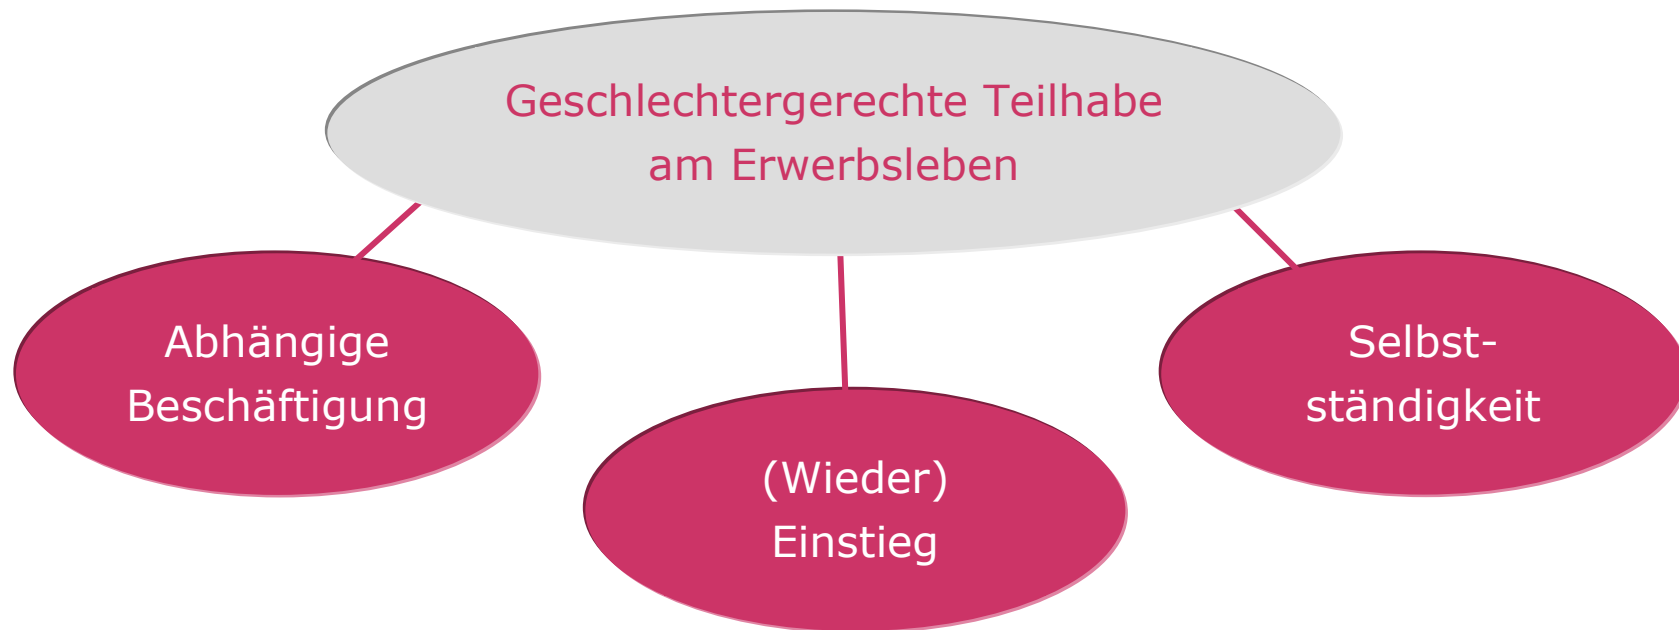 Geschlechtergerechte Teilhabe
am Erwerbsleben
Abhängige
Beschäftigung
(Wieder)
Einstieg
Selbst-
ständigkeit